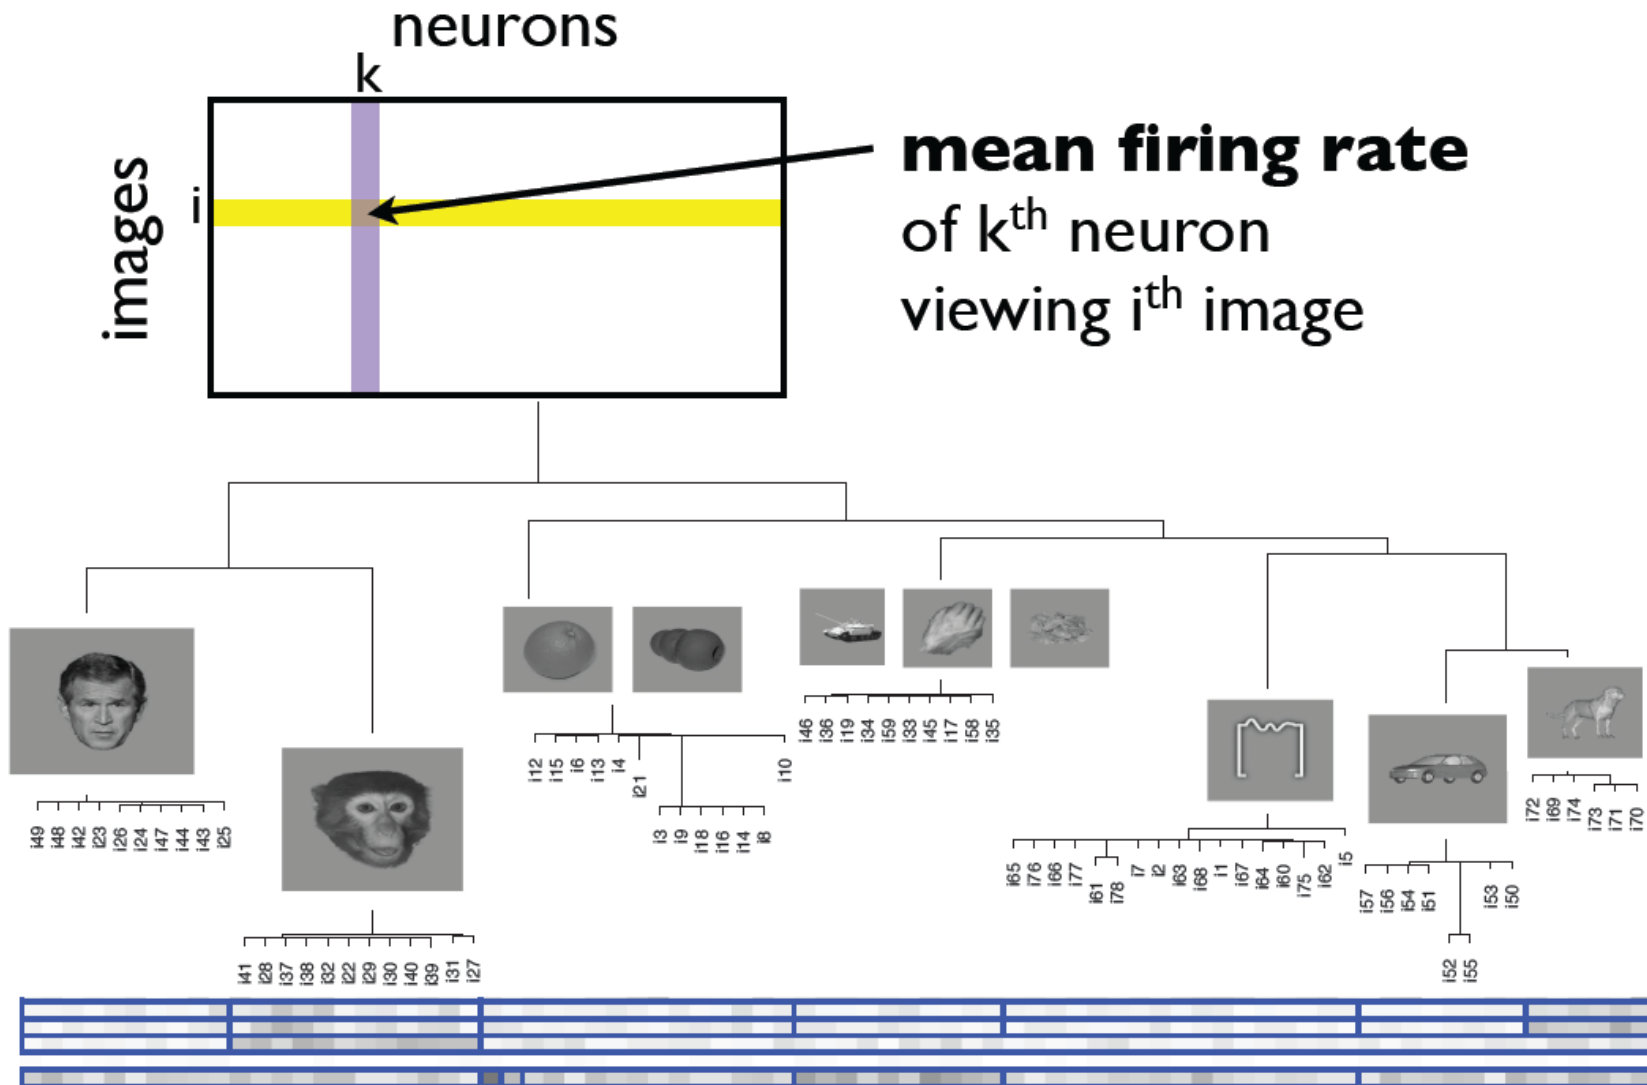 neurons
k
images
i
mean firing rate
of kth neuron
viewing ith image
i49 i48 i42 i23 i26 i24 i47 i44 i43 i25
i41 i28 i37 i38 i32 i22 i29 i30 i40 i39 i31 i27
i12 i15 i6 i13 i4 i21 i10
i3 i9 i18 i16 i14 i8
i46 i36 i19 i34 i59 i33 i45 i17 i58 i35
i65 i76 i66 i77 i61 i78 i7 i2 i63 i68 i1 i67 i64 i60 i75 i62 i5
i57 i56 i54 i51 i53 i50
i52 i55
i72 i69 i74 i73 i71 i70